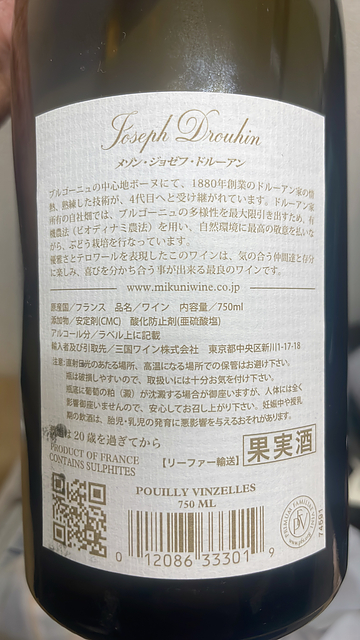 Joseph Drouhin
メゾン・ジョゼフ・ドルーアン
ブルゴーニュの中心地ボーヌにて、1880年創業のドルーアン家の情
熱、熟練した技術が、4代目へと受け継がれています。ドルーアン家
所有の自社畑では、ブルゴーニュの多様性を最大限引き出すため、有
機農法（ビオディナミ農法）を用い、自然環境に最高の敬意を払いな
がら、ぶどう栽培を行なっています。
優雅さとテロワールを表現したこのワインは、気の合う仲間達と存分
に楽しみ、喜びを分かち合う事が出来る最良のワインです。
www.mikuniwine.co.jp
原産国/フランス 品名/ワイン 内容量/750ml
添加物/安定剤(CMC) 酸化防止剤(亜硫酸塩)
アルコール分/ラベル上に記載
輸入者及び引取先/三国ワイン株式会社 東京都中央区新川1-17-18
注意:直射日光のあたる場所、高温になる場所での保管はお避け下さい。
瓶は破損しやすいので、取扱いには十分お気を付け下さい。
瓶底に葡萄の粕（澱）が沈澱する場合が御座いますが、人体には全く
影響御座いませんので、安心してお召し上がり下さい。妊娠中や授乳
期の飲酒は、胎児・乳児の発育に悪影響を与えるおそれがあります。
は20歳を過ぎてから
PRODUCT OF FRANCE
CONTAINS SULPHITES
【リーファー輸送】
果実酒
POUILLY VINZELLES
750 ML
0 12086 33301 9